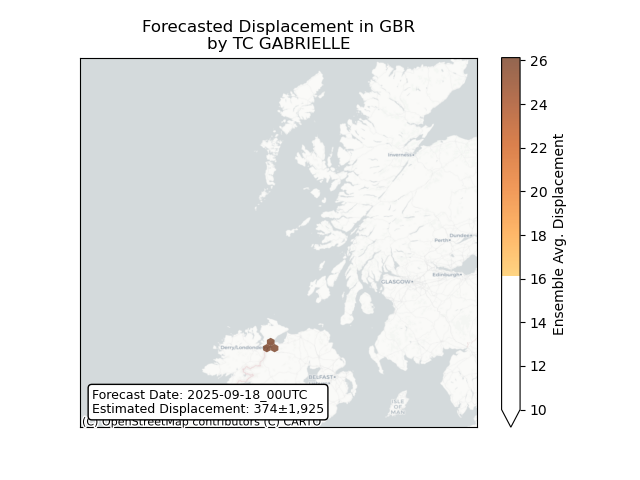 Forecasted Displacement in GBR
by TC GABRIELLE
Inverness
Dundee
Perth
Edinburgh
GLASGOW
Derry/Londonde
BELFAST
ISLE
OF
MAN
Forecast Date: 2025-09-18_00UTC
Estimated Displacement: 374±1,925
(C) OpenStreetMap contributors (C) CARTO
26
24
22
20
18
16
14
12
10
Ensemble Avg. Displacement